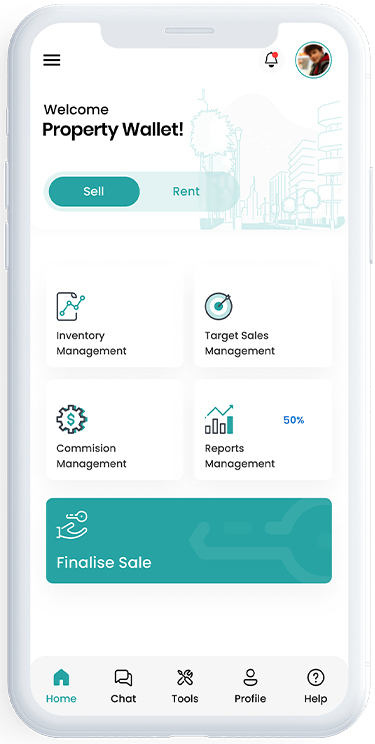 Welcome
Property Wallet!
Sell
Rent
Inventory
Management
Target Sales
Management
Commision
Management
50%
Reports
Management
$
Finalise Sale
Home
Chat
Tools
Profile
Help
?